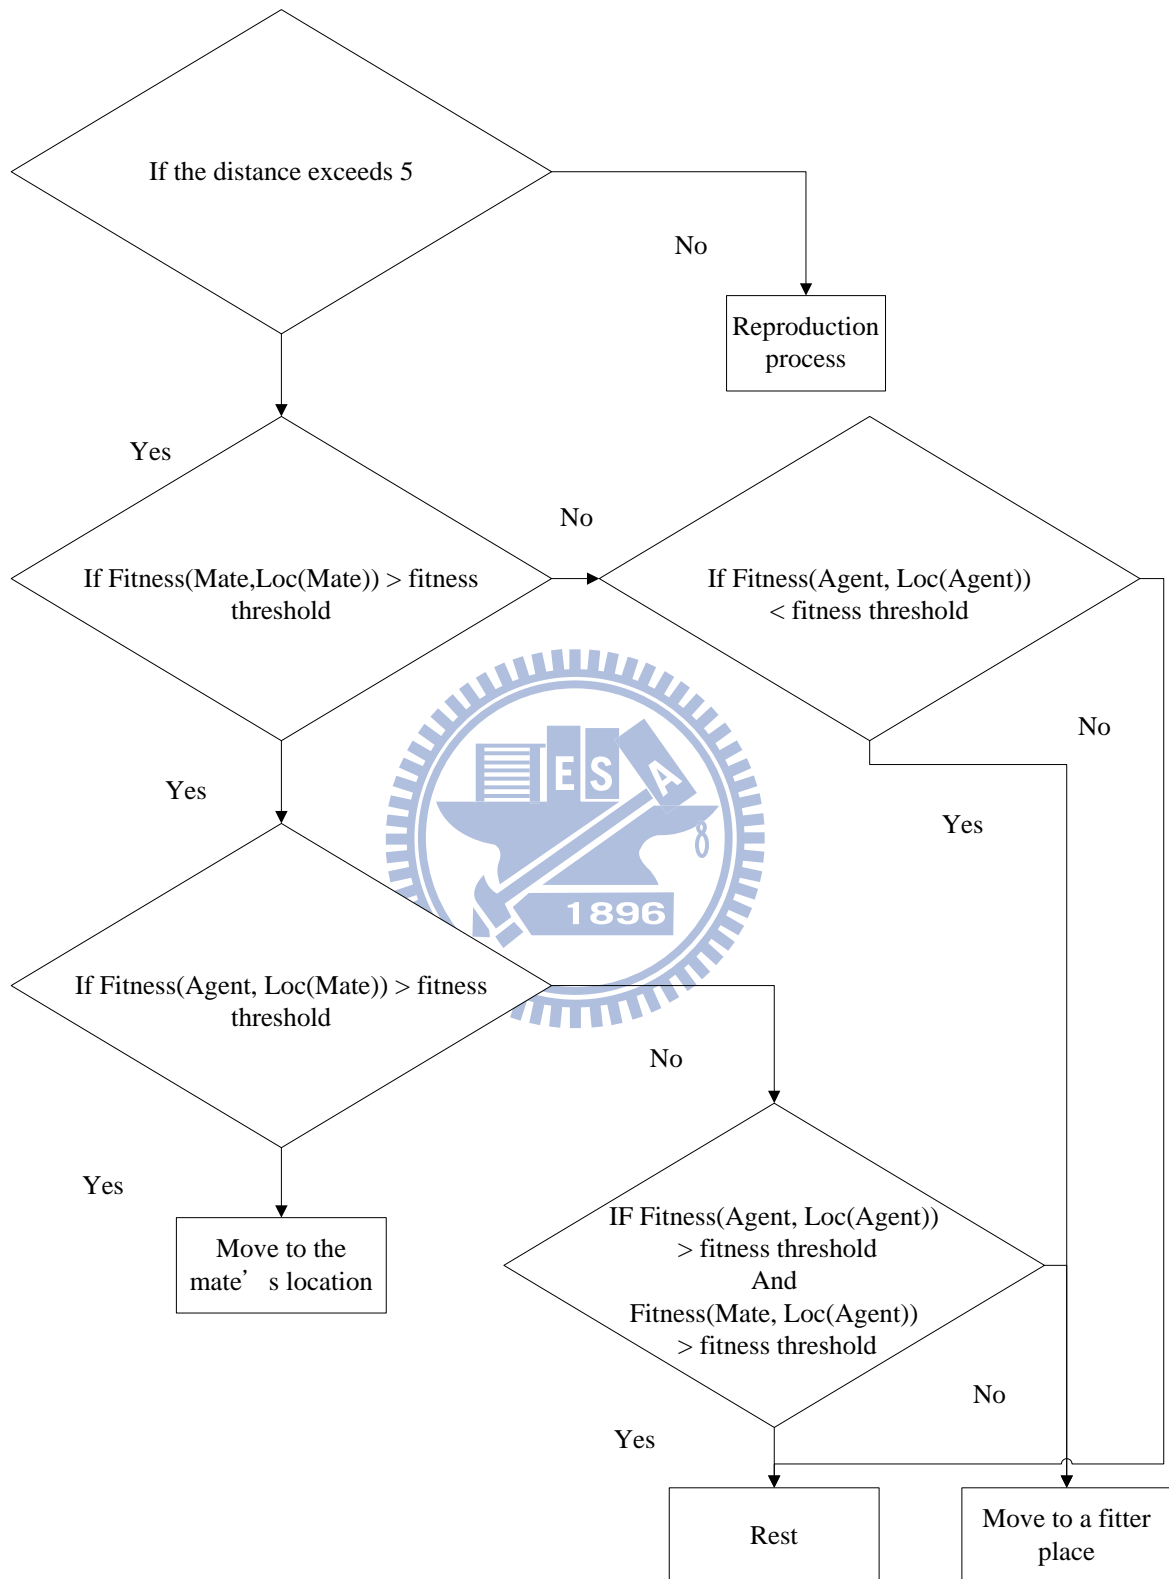 If the distance exceeds 5
No
Reproduction
process
Yes
No
If Fitness(Mate,Loc(Mate)) > fitness
threshold
If Fitness(Agent, Loc(Agent))
< fitness threshold
No
Yes
Yes
E S A
1896
If Fitness(Agent, Loc(Mate)) > fitness
threshold
No
Yes
Move to the
mate’s location
IF Fitness(Agent, Loc(Agent))
> fitness threshold
And
Fitness(Mate, Loc(Agent))
> fitness threshold
No
Yes
Rest
Move to a fitter
place